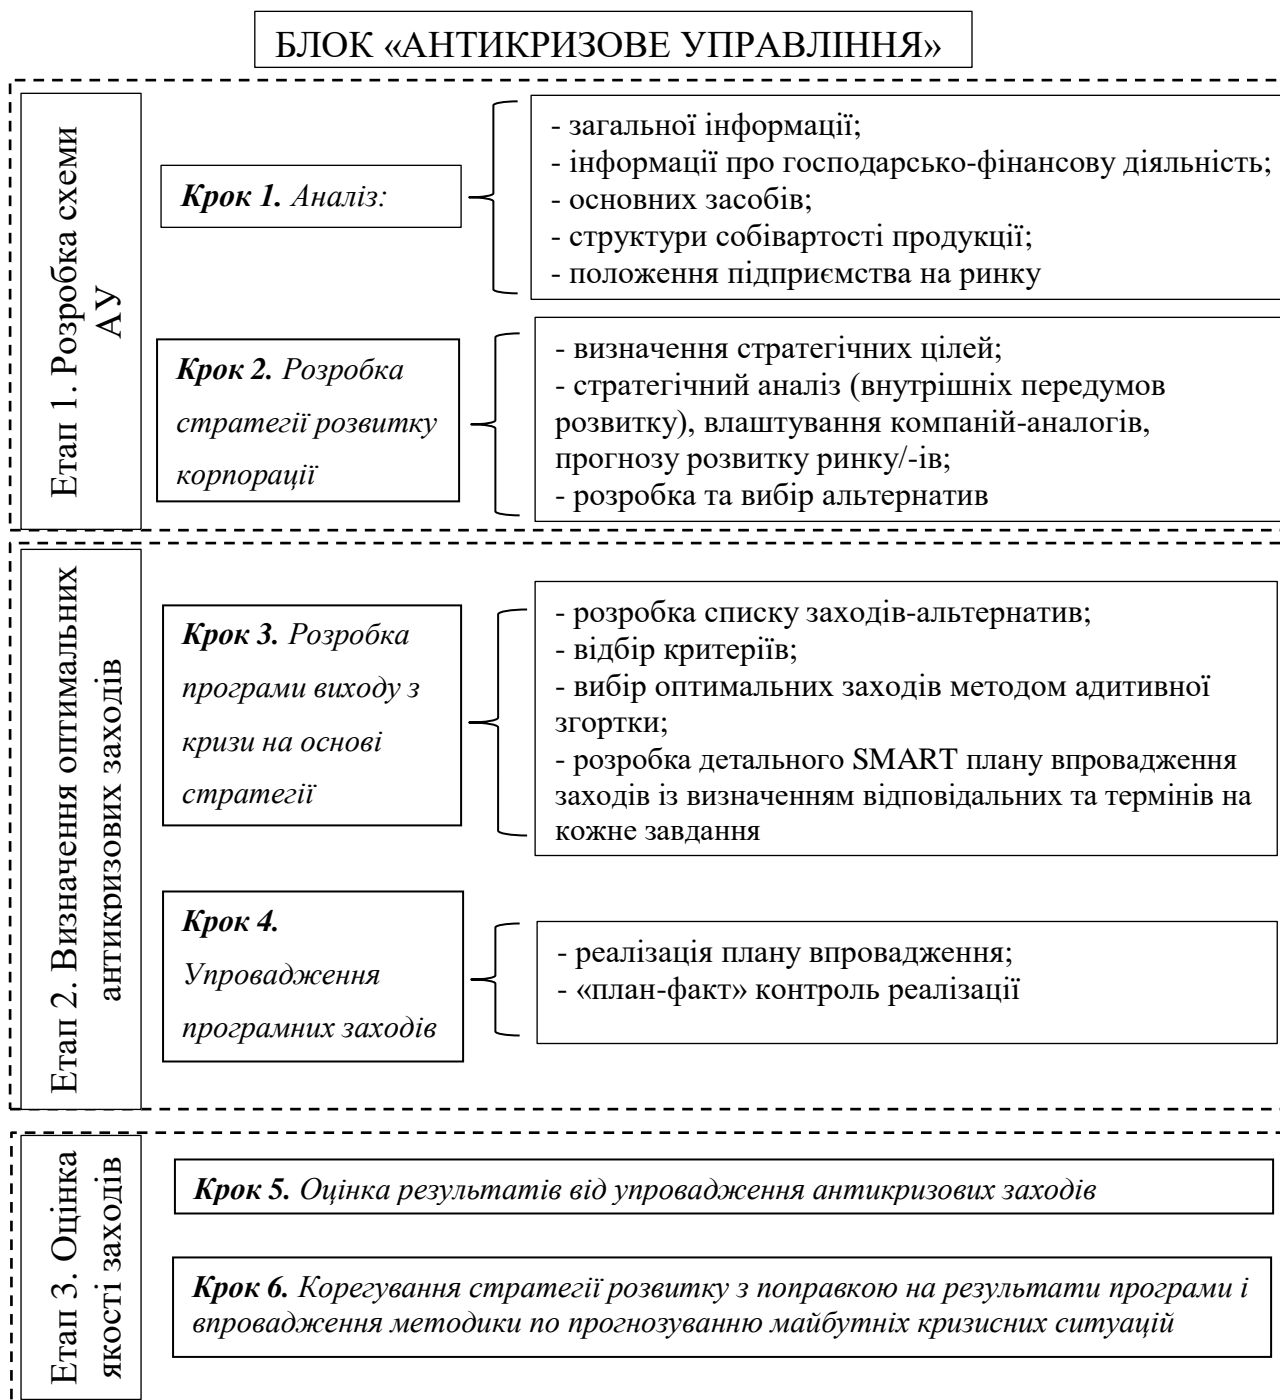 БЛОК «АНТИКРИЗОВЕ УПРАВЛІННЯ»
Етап 1. Розробка схеми
АУ
Крок 1. Аналіз:
- загальної інформації;
- інформації про господарсько-фінансову діяльність;
- основних засобів;
- структури собівартості продукції;
- положення підприємства на ринку
Крок 2. Розробка
стратегії розвитку
корпорації
- визначення стратегічних цілей;
- стратегічний аналіз (внутрішніх передумов
розвитку), влаштування компаній-аналогів,
прогнозу розвитку ринку/-ів;
- розробка та вибір альтернатив
Етап 2. Визначення оптимальних
антикризових заходів
Крок 3. Розробка
програми виходу з
кризи на основі
стратегії
- розробка списку заходів-альтернатив;
- відбір критеріїв;
- вибір оптимальних заходів методом адитивної
згортки;
- розробка детального SMART плану впровадження
заходів із визначенням відповідальних та термінів на
кожне завдання
Крок 4.
Упровадження
програмних заходів
- реалізація плану впровадження;
- «план-факт» контроль реалізації
Етап 3. Оцінка
якості заходів
Крок 5. Оцінка результатів від упровадження антикризових заходів
Крок 6. Корегування стратегії розвитку з поправкою на результати програми і
впровадження методики по прогнозуванню майбутніх кризисних ситуацій